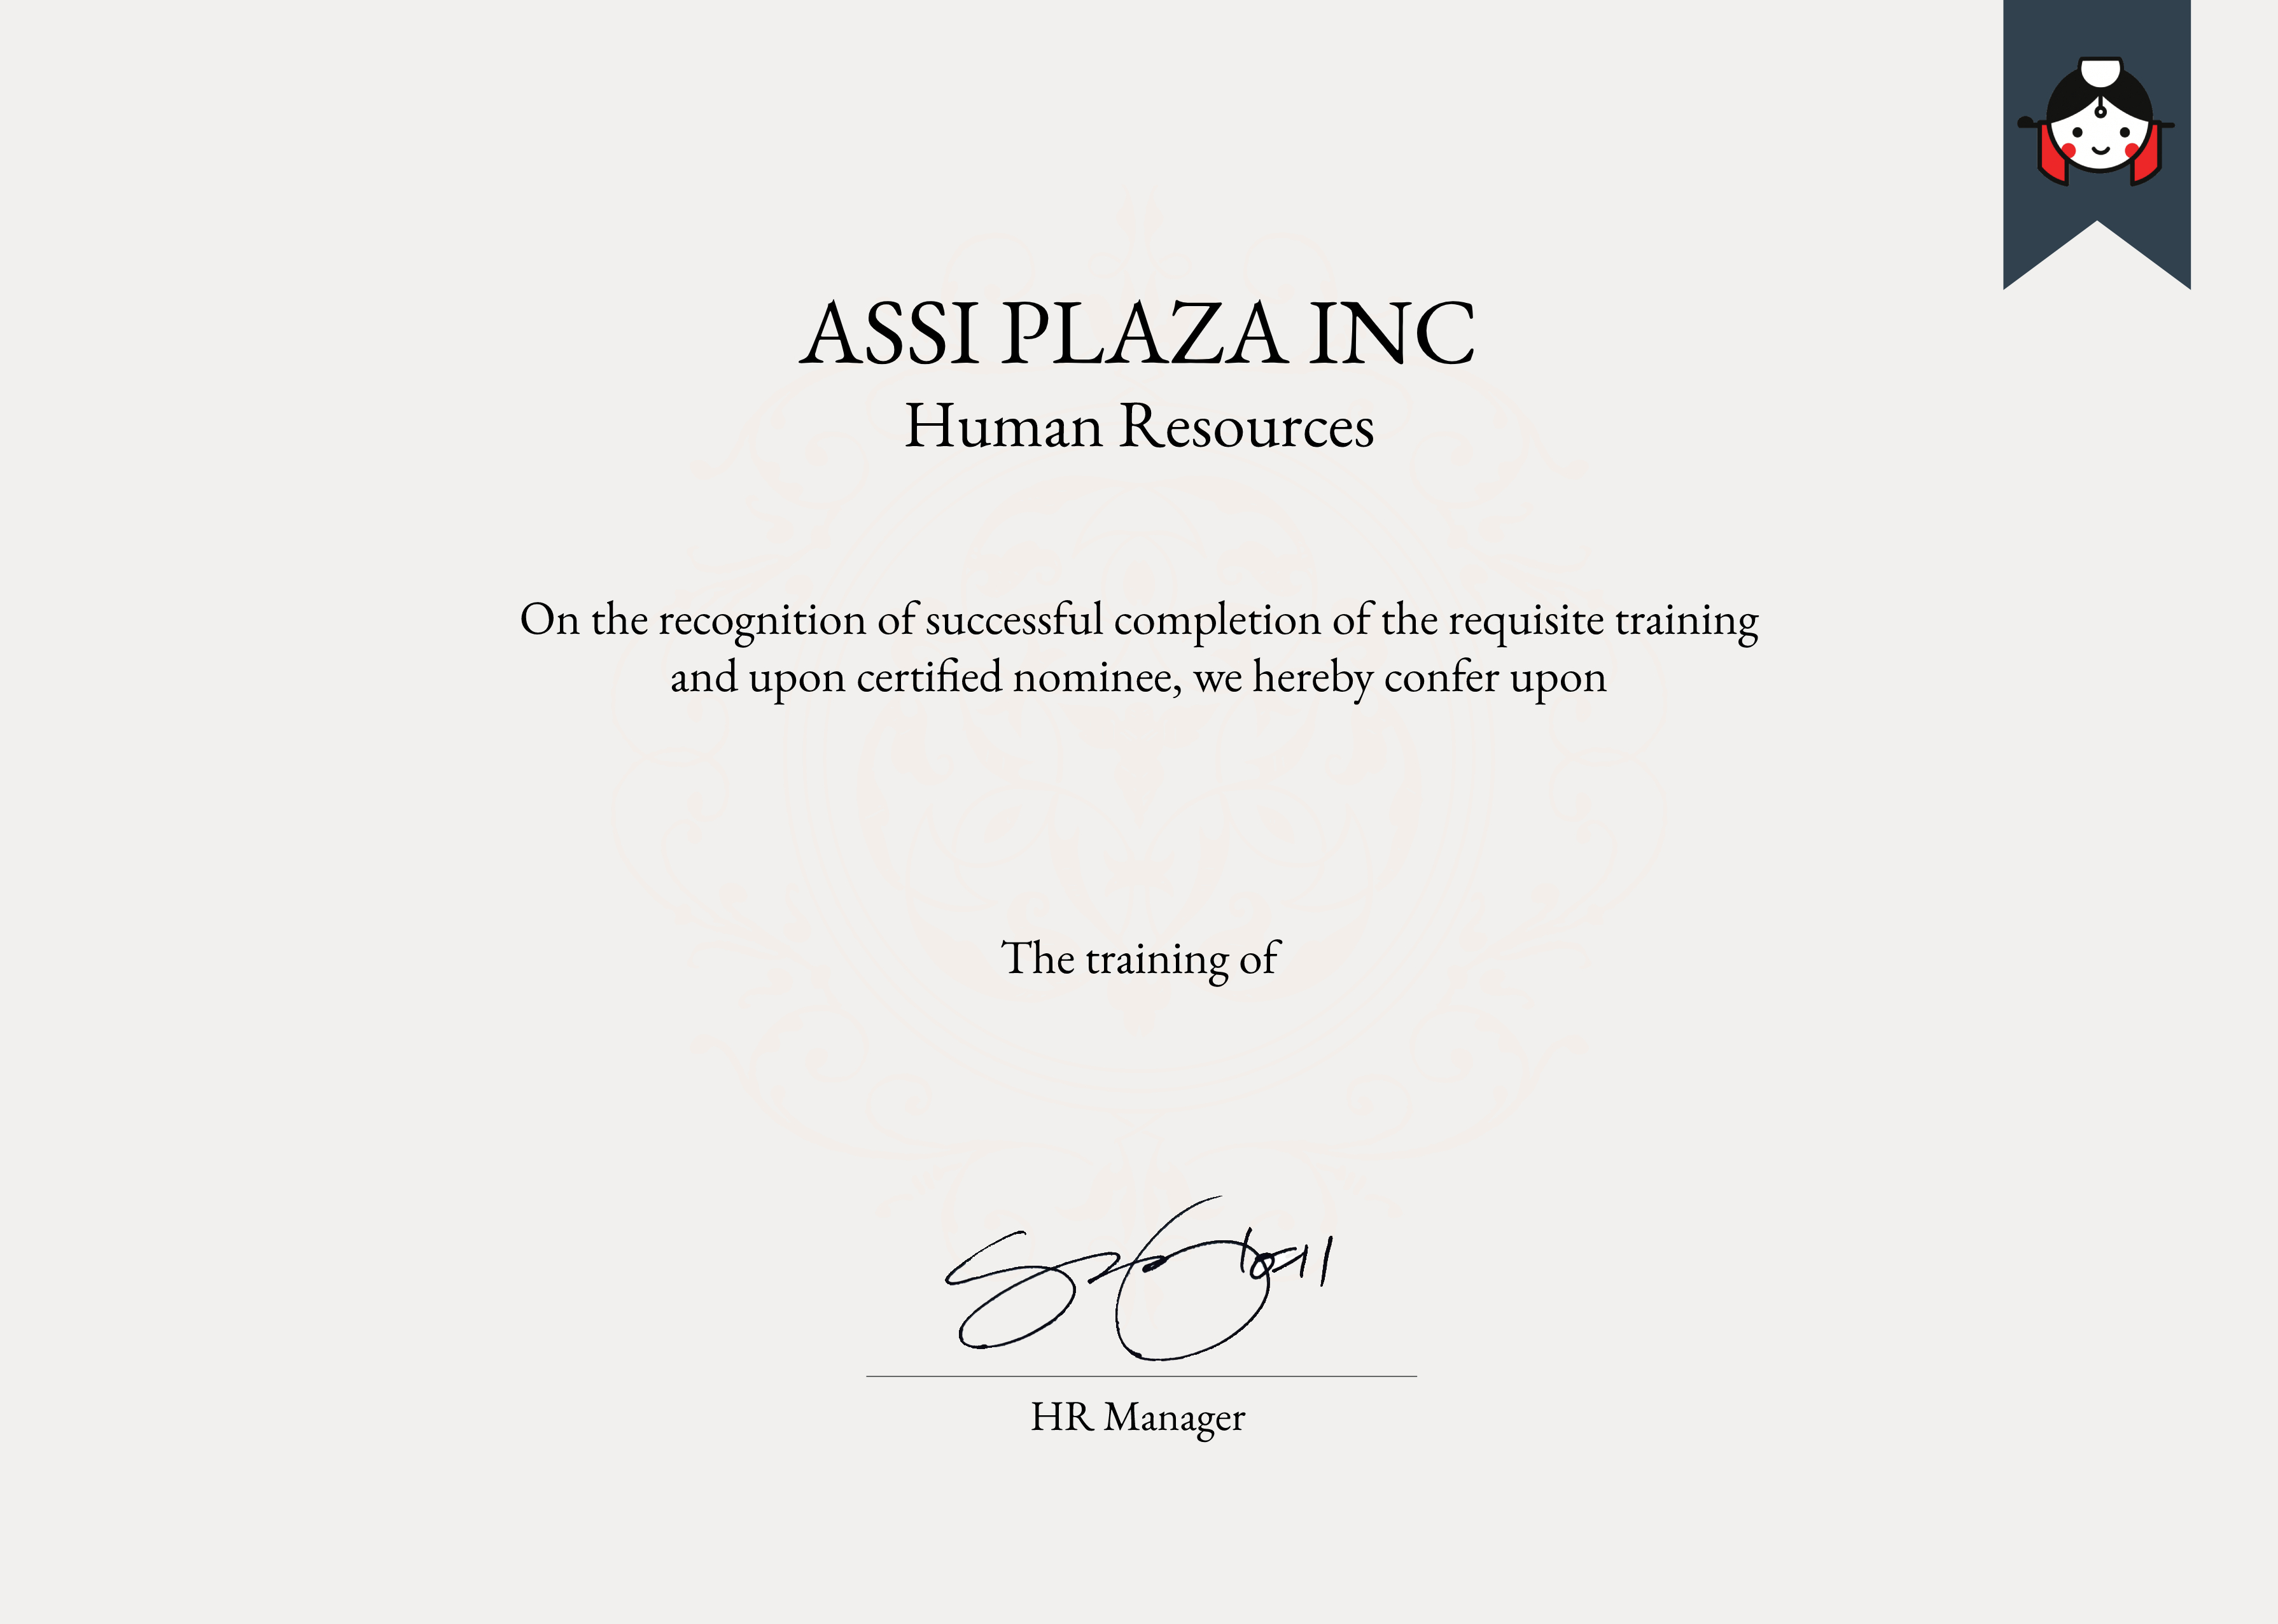 ASSI PLAZA INC
Human Resources
On the recognition of successful completion of the requisite training
and upon certified nominee, we hereby confer upon
The training of
HR Manager